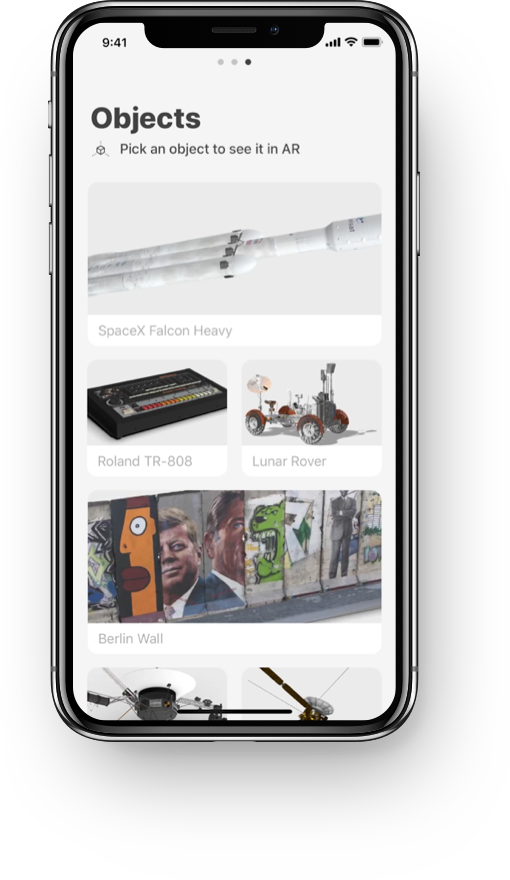 9:41
Objects
Pick an object to see it in AR
SpaceX Falcon Heavy
Roland TR-808
Lunar Rover
Berlin Wall